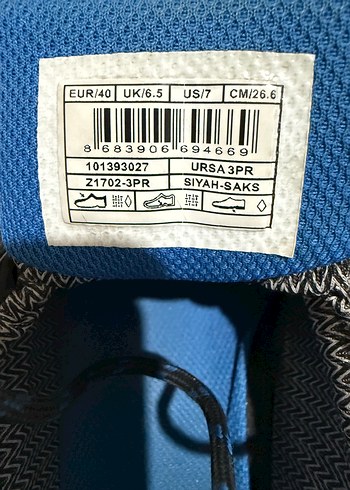 EUR/40 UK/6.5 US/7 CM/26.6
8 683906 694669
101393027 URSA 3PR
Z1702-3PR SIYAH-SAKS